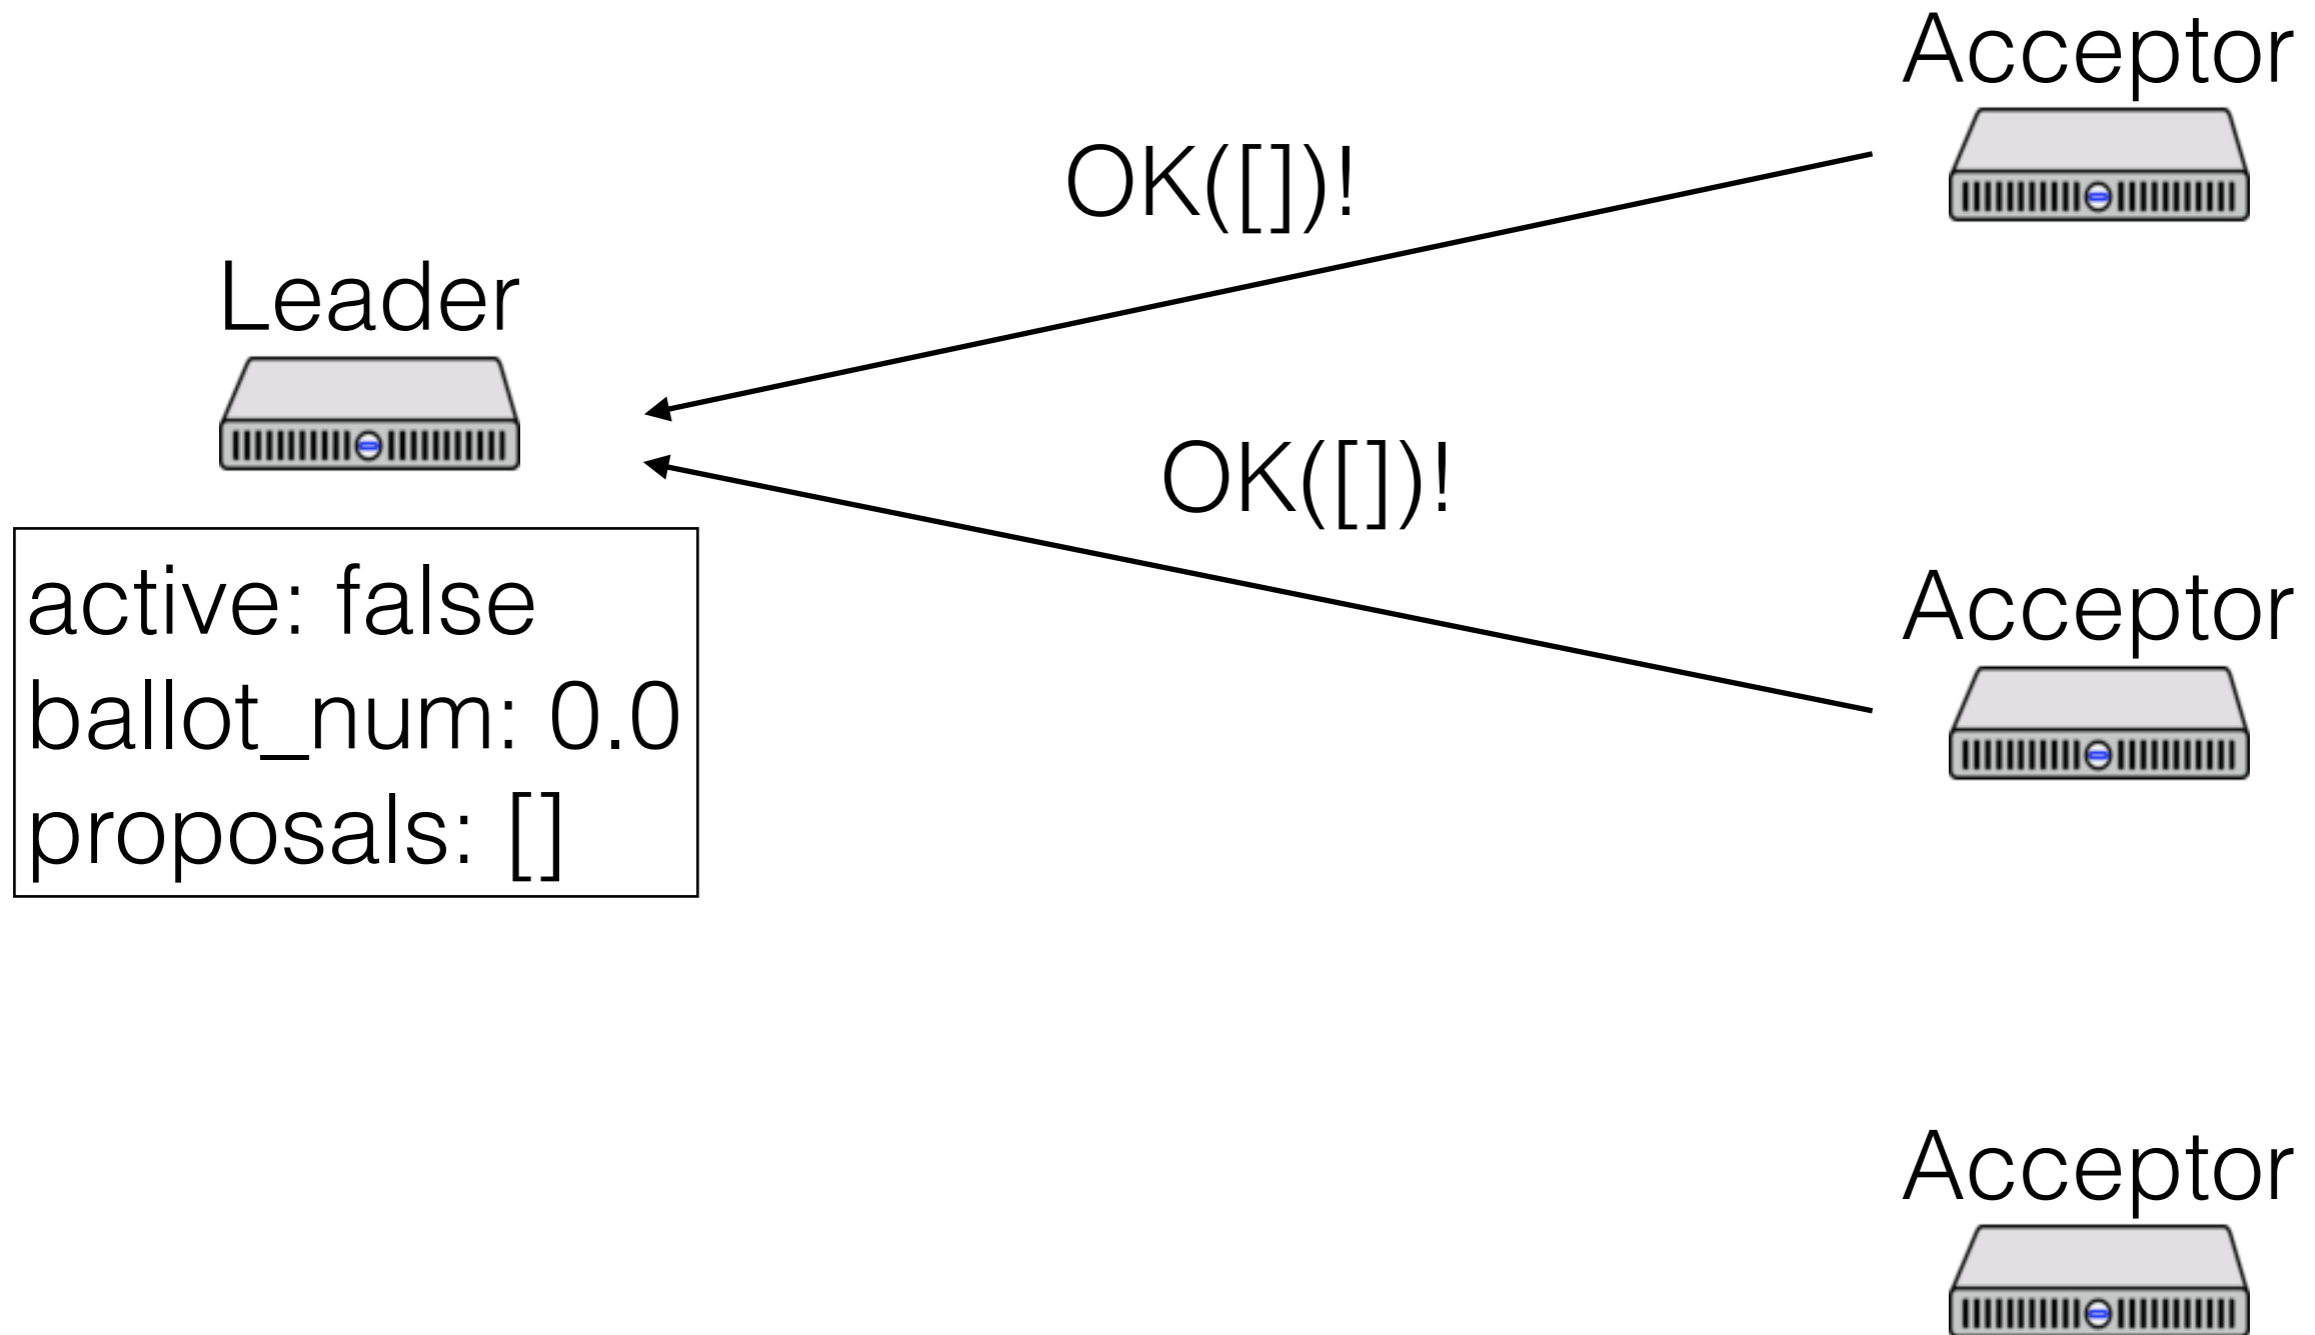 Acceptor
OK([])!
Leader
OK([])!
active: false
ballot_num: 0.0
proposals: []
Acceptor
Acceptor